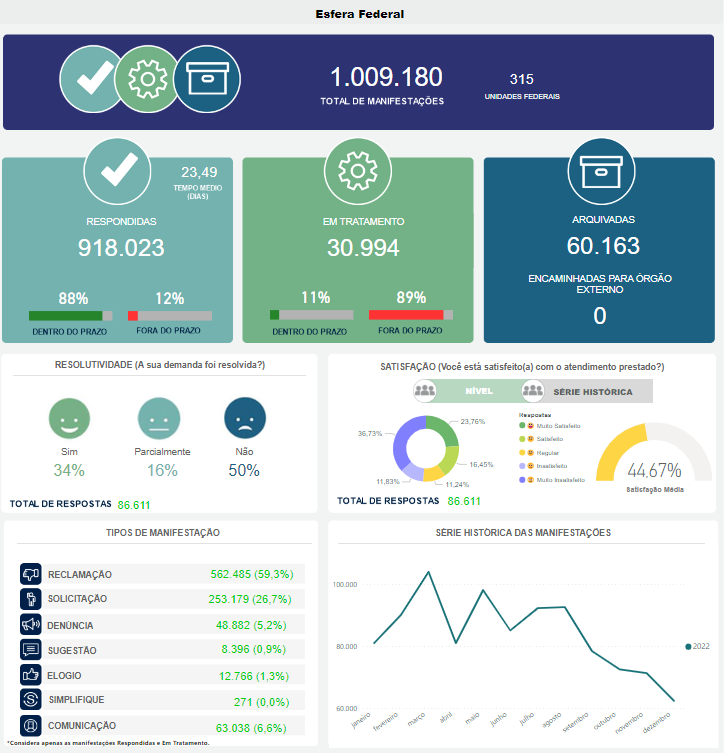 Esfera Federal
1.009.180
TOTAL DE MANIFESTAÇÕES
315
UNIDADES FEDERAIS
23,49
TEMPO MÉDIO
(DIAS)
RESPONDIDAS
918.023
88%
12%
DENTRO DO PRAZO
FORA DO PRAZO
EM TRATAMENTO
30.994
11%
89%
DENTRO DO PRAZO
FORA DO PRAZO
ARQUIVADAS
60.163
ENCAMINHADAS PARA ÓRGÃO
EXTERNO
0
RESOLUTIVIDADE (A sua demanda foi resolvida?)
Sim
34%
Parcialmente
16%
Não
50%
TOTAL DE RESPOSTAS 86.611
SATISFAÇÃO (Você está satisfeito(a) com o atendimento prestado?)
NÍVEL
SÉRIE HISTÓRICA
23,76%
16,45%
11,24%
11,83%
36,73%
Respostas
Muito Satisfeito
Satisfeito
Regular
Insatisfeito
Muito Insatisfeito
44.67%
Satisfação Média
TOTAL DE RESPOSTAS 86.611
TIPOS DE MANIFESTAÇÃO
RECLAMAÇÃO 562.485 (59,3%)
SOLICITAÇÃO 253.179 (26,7%)
DENÚNCIA 48.882 (5,2%)
SUGESTÃO 8.396 (0,9%)
ELOGIO 12.766 (1,3%)
SIMPLIFIQUE 271 (0,0%)
COMUNICAÇÃO 63.038 (6,6%)
*Considera apenas as manifestações Respondidas e Em Tratamento.
SÉRIE HISTÓRICA DAS MANIFESTAÇÕES
100.000
80.000
60.000
janeiro
fevereiro
março
abril
maio
junho
julho
agosto
setembro
outubro
novembro
dezembro
2022